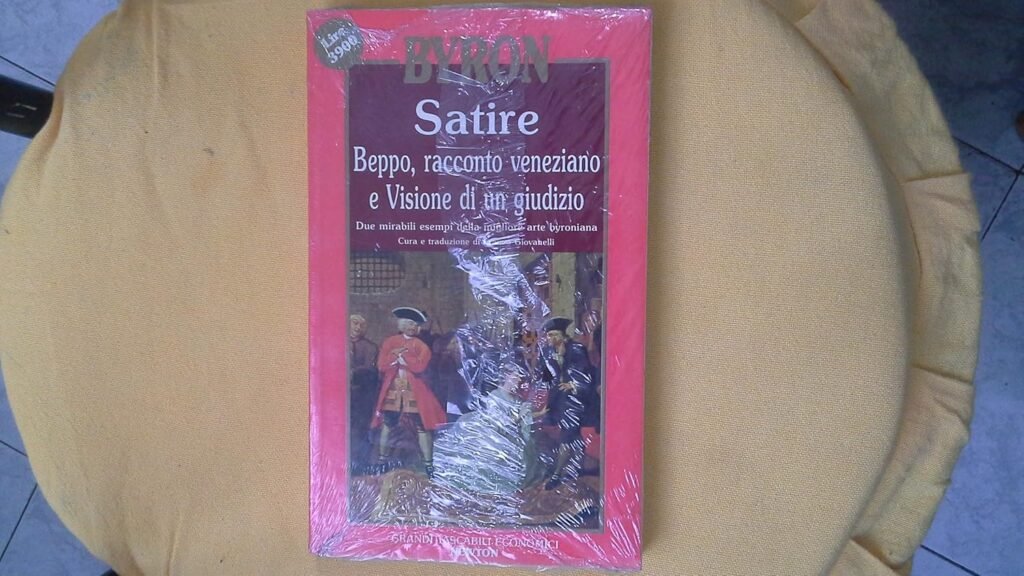 Lire
3900
BYRON
Satire
Beppo, racconto veneziano
e Visione di un giudizio
Due mirabili esempi della migliore arte byroniana
Cura e traduzione di Giovanelli
GRANDI TASCABILI ECONOMICI
NEWTON